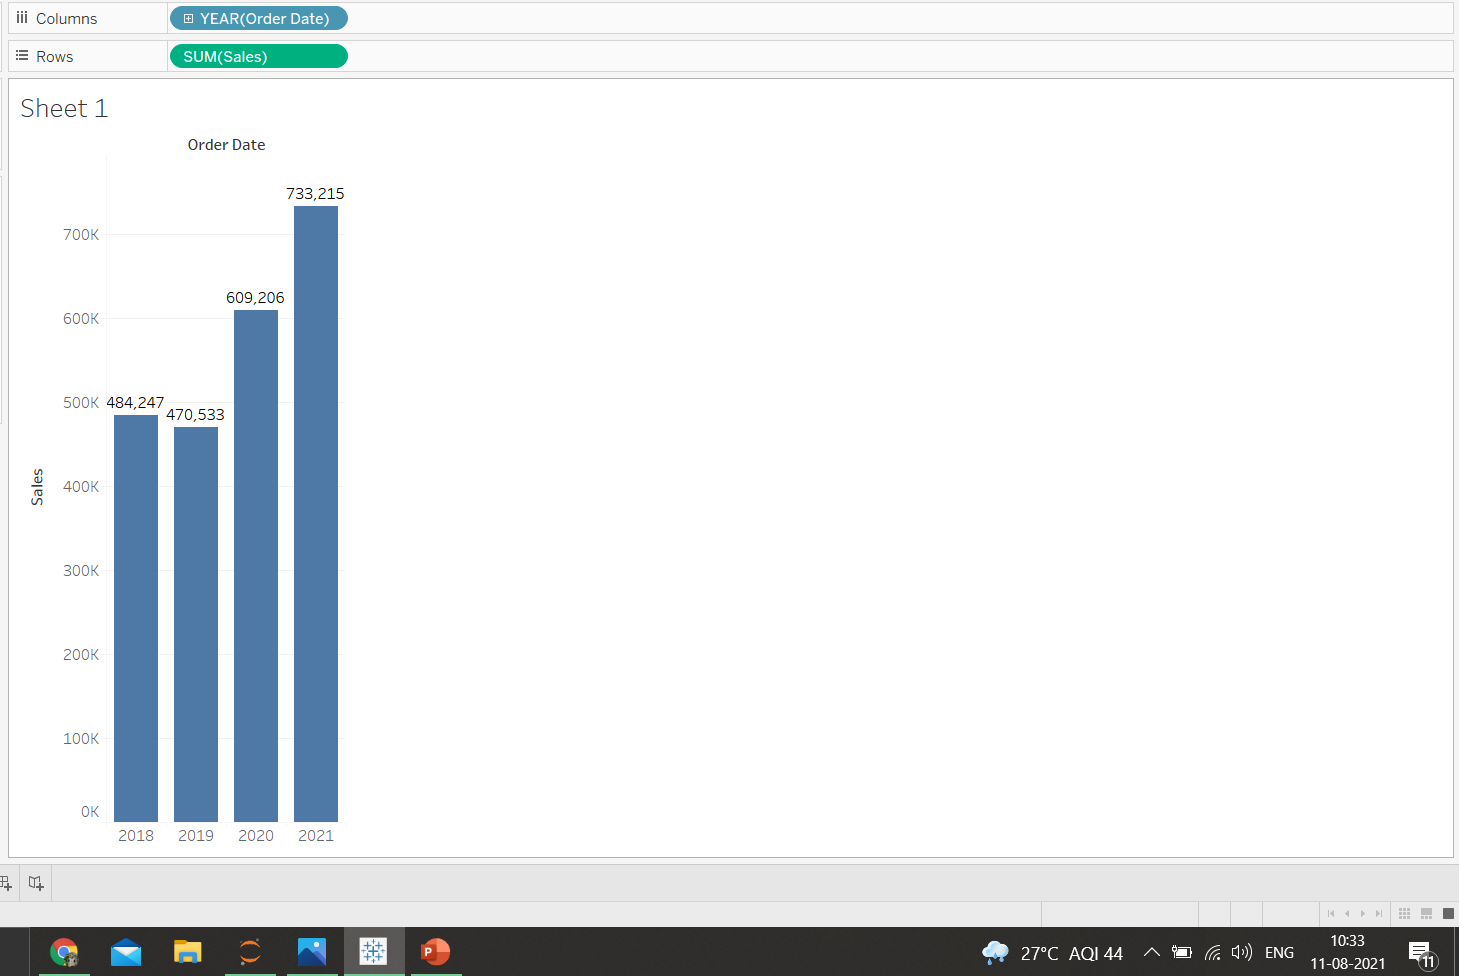 Columns
YEAR(Order Date)
Rows
SUM(Sales)
Sheet 1
Order Date
733,215
700K
609,206
600K
500K
484,247
470,533
Sales
400K
300K
200K
100K
0K
2018 2019 2020 2021
P
27°C AQI 44
ENG
10:33
11-08-2021
11